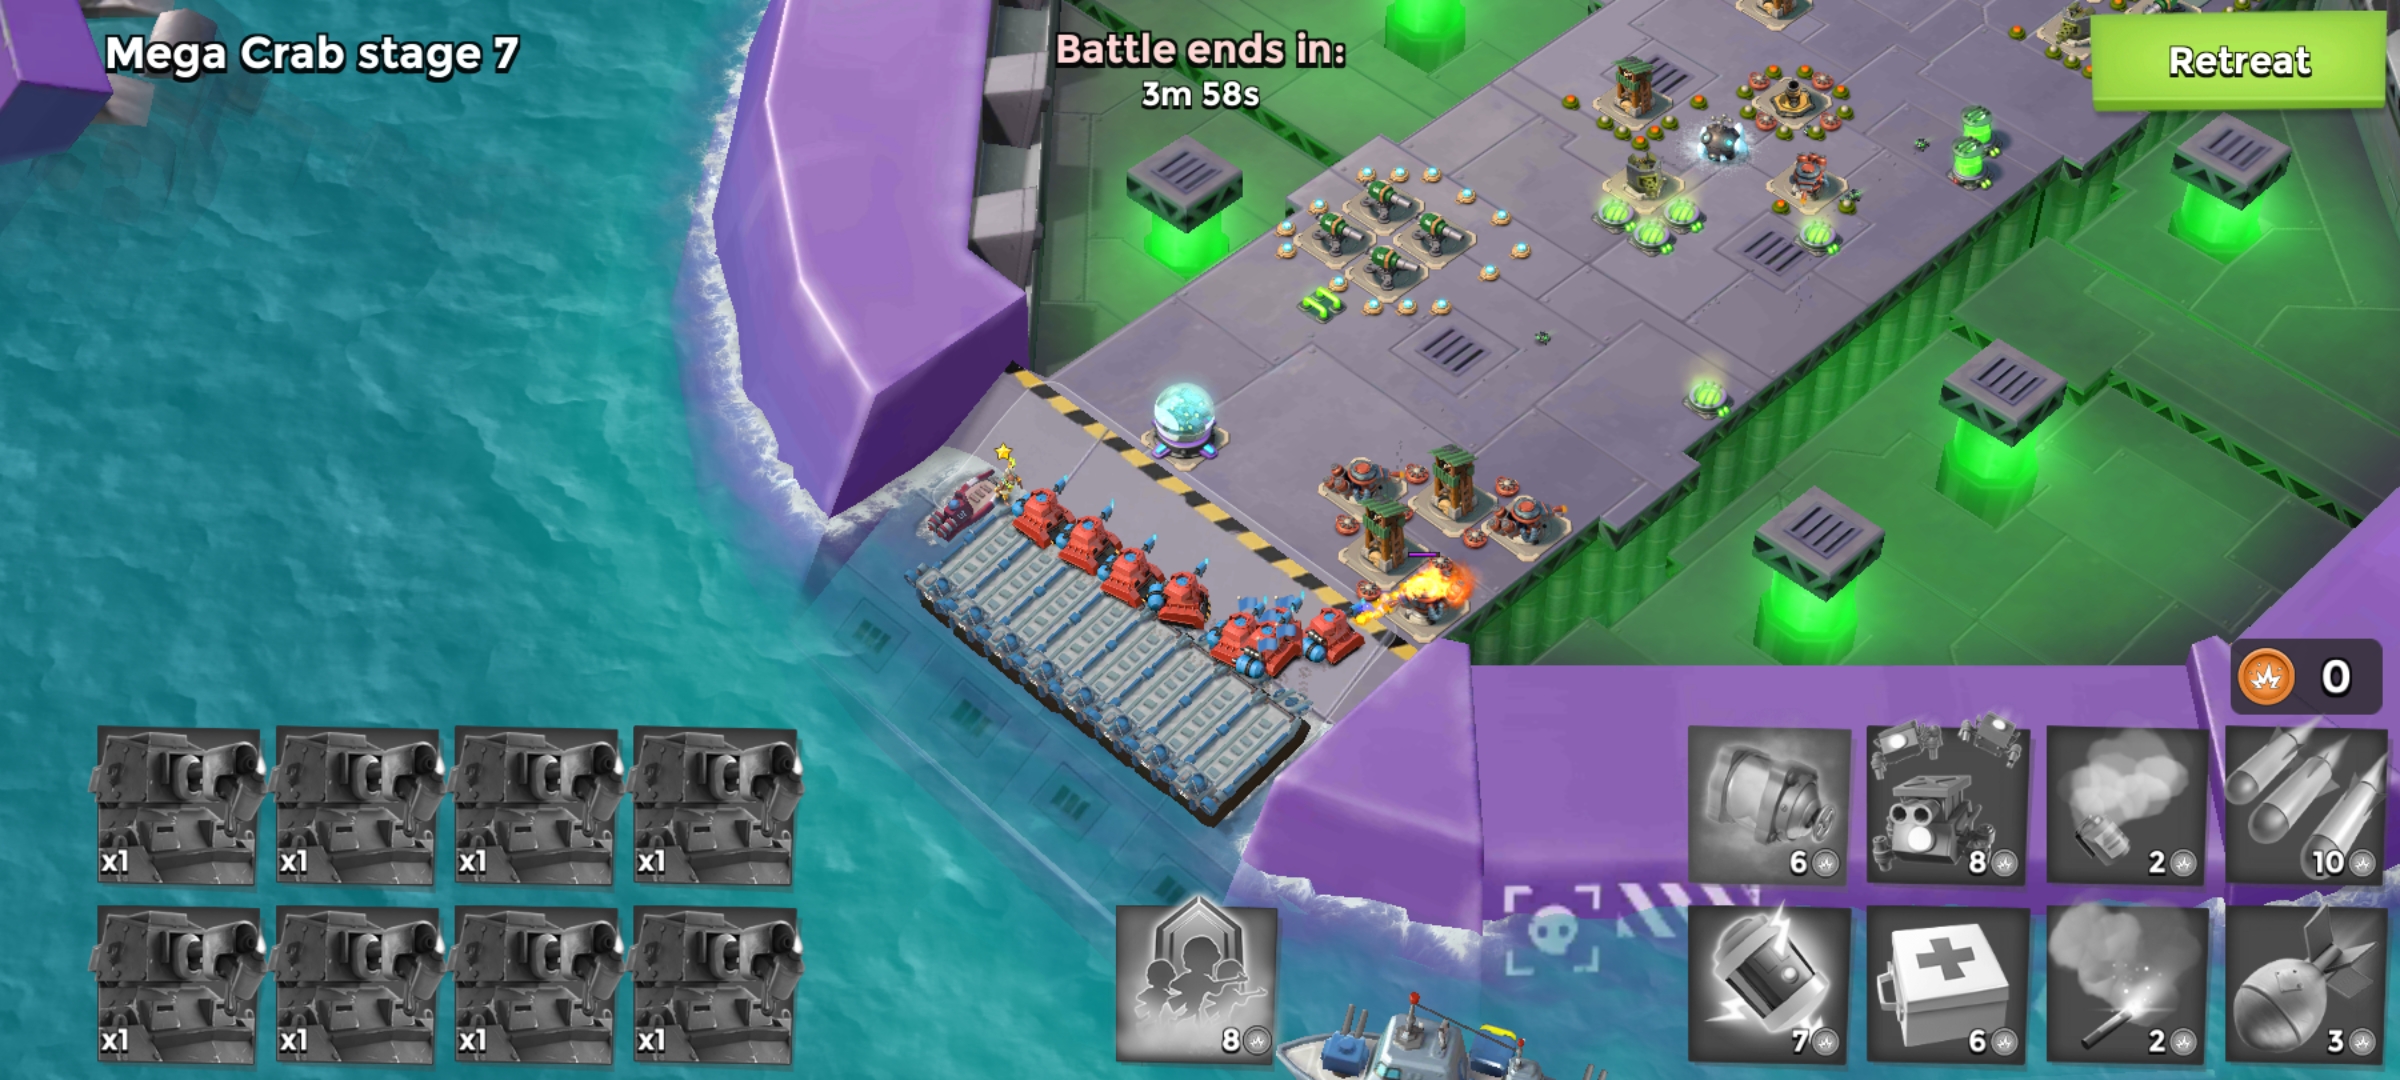 Mega Crab stage 7
Battle ends in:
3m 58s
Retreat
0
x1
x1
x1
x1
6
8
2
10
x1
x1
x1
x1
8
7
6
2
3